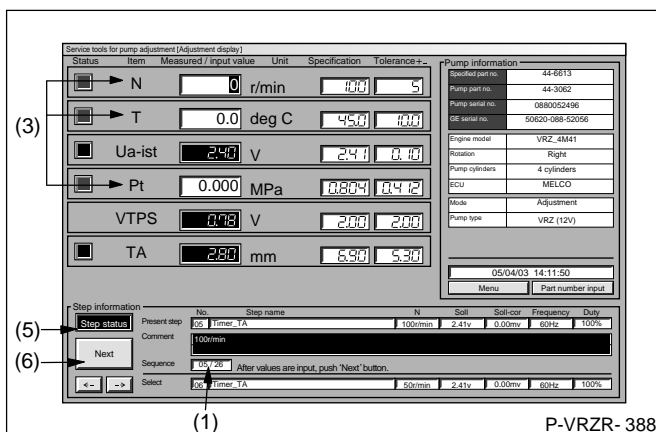 Service tools for pump adjustment [Adjustment display]
Status Item Measured / input value Unit Specification Tolerance+_
N 0 r/min 100 5
T 0.0 deg C 45.0 10.0
Ua-ist 2.40 V 2.41 0.10
Pt 0.000 MPa 0.804 0.412
VTPS 0.78 V 2.00 2.00
TA 2.80 mm 6.90 5.30
(3)
Pump information
Specified part no. 44-6613
Pump part no. 44-3062
Pump serial no. 0880052496
GE serial no. 50620-088-52056
Engine model VRZ_4M41
Rotation Right
Pump cylinders 4 cylinders
ECU MELCO
Mode Adjustment
Pump type VRZ (12V)
05/04/03 14:11:50
Menu Part number input
Step information
No. Step name N Soll Soll-cor Frequency Duty
(5) Step status Present step 05 Timer_TA 100r/min 2.41v 0.00mv 60Hz 100%
Comment 100r/min
(6) Next
Sequence 05 / 26 After values are input, push 'Next' button.
<- -> Select 06 Timer_TA 50r/min 2.41v 0.00mv 60Hz 100%
(1)
P-VRZR- 388